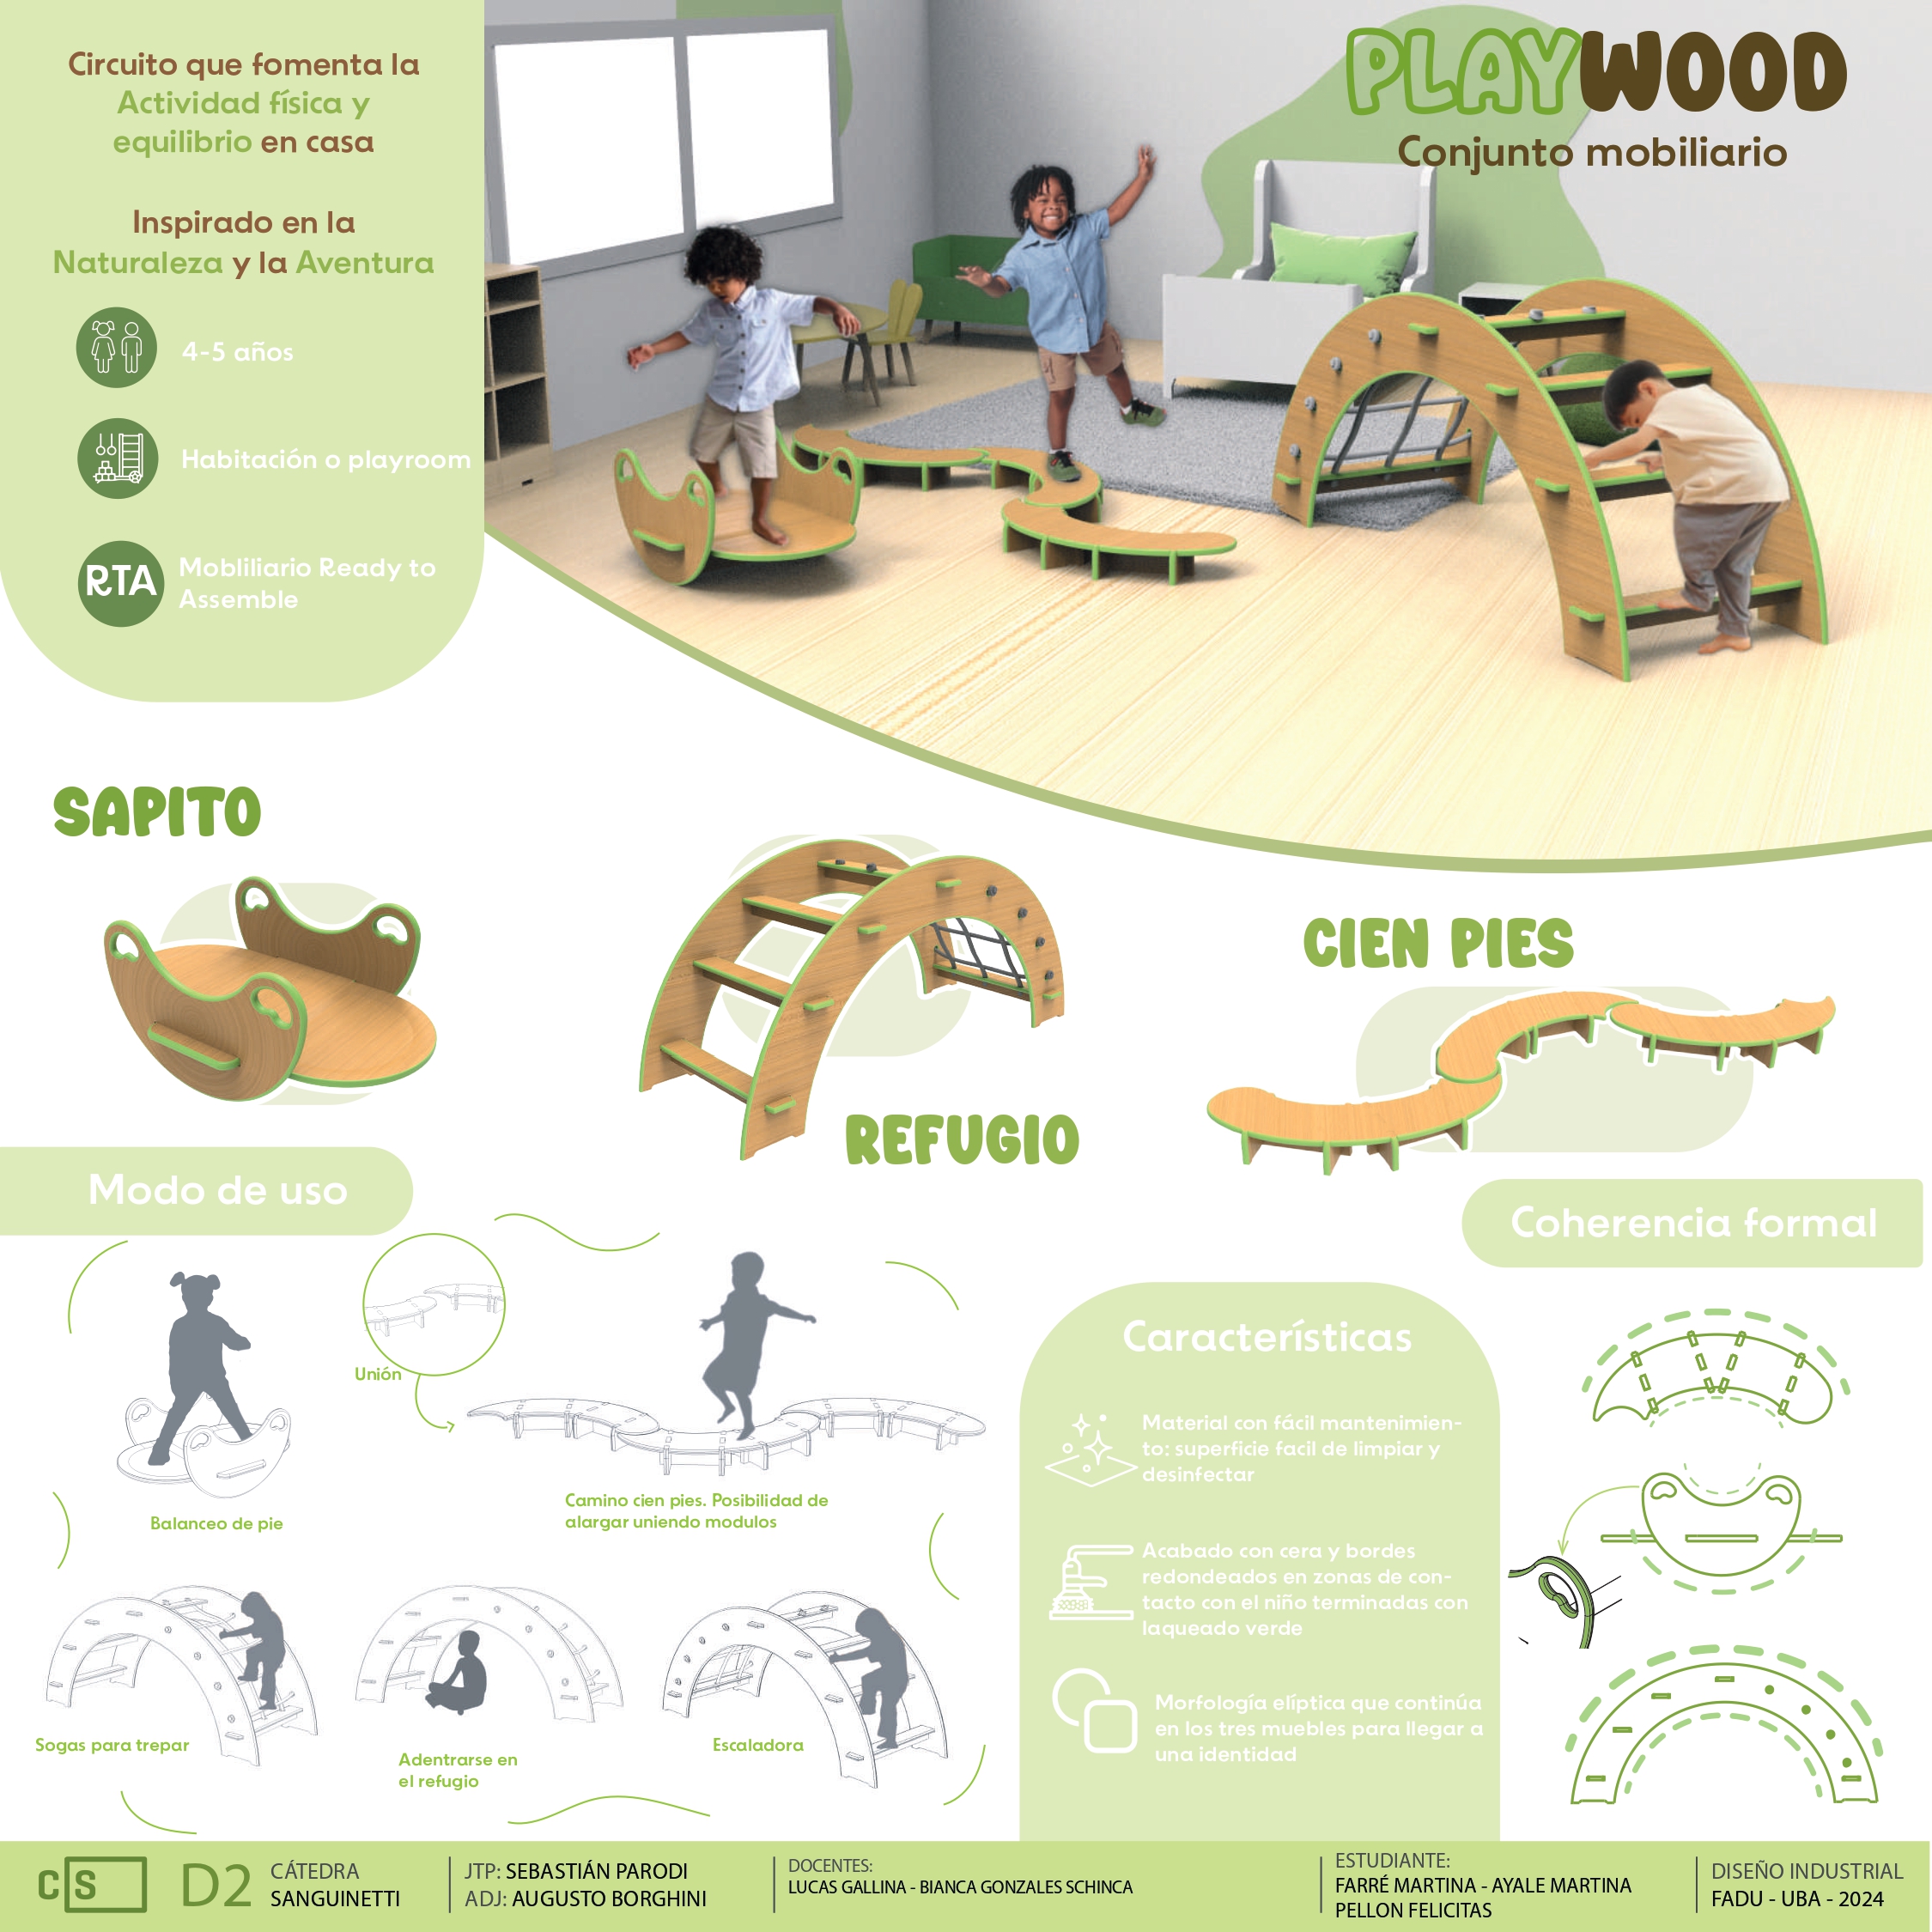 Circuito que fomenta la
Actividad física y
equilibrio en casa
Inspirado en la
Naturaleza y la Aventura
4-5 años
Habitación o playroom
RTA
Mobliliario Ready to
Assemble
PLAYWOOD
Conjunto mobiliario
SAPITO
REFUGIO
CIEN PIES
Modo de uso
Unión
Balanceo de pie
Camino cien pies. Posibilidad de
alargar uniendo modulos
Sogas para trepar
Adentrarse en
el refugio
Escaladora
Características
Material con fácil mantenimien-
to: superficie facil de limpiar y
desinfectar
Acabado con cera y bordes
redondeados en zonas de con-
tacto con el niño terminadas con
laqueado verde
Morfología elíptica que continúa
en los tres muebles para llegar a
una identidad
Coherencia formal
CS
D2
CÁTEDRA
SANGUINETTI
JTP: SEBASTIÁN PARODI
ADJ: AUGUSTO BORGHINI
DOCENTES:
LUCAS GALLINA - BIANCA GONZALES SCHINCA
ESTUDIANTE:
FARRÉ MARTINA - AYALE MARTINA
PELLON FELICITAS
DISEÑO INDUSTRIAL
FADU - UBA - 2024